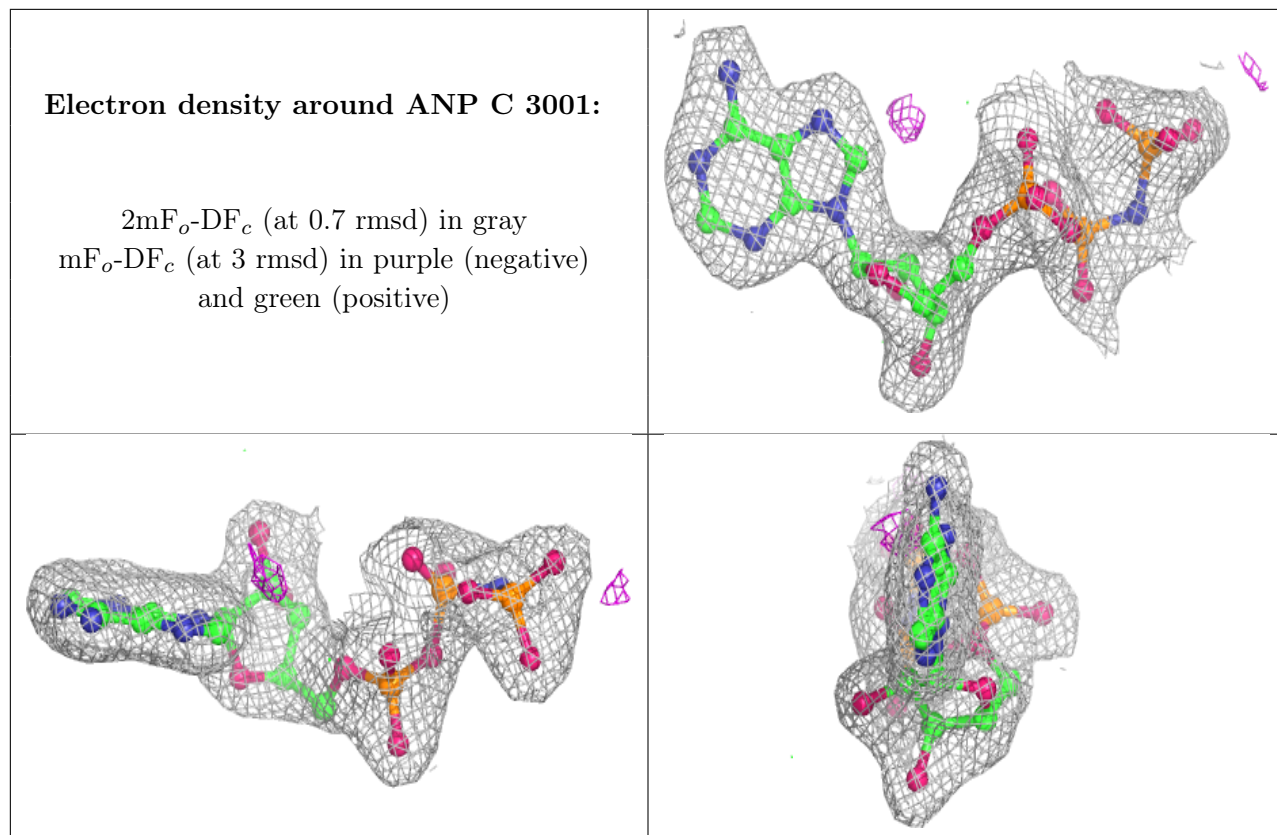 Electron density around ANP C 3001:
2mFo-DFc (at 0.7 rmsd) in gray
mFo-DFc (at 3 rmsd) in purple (negative)
and green (positive)